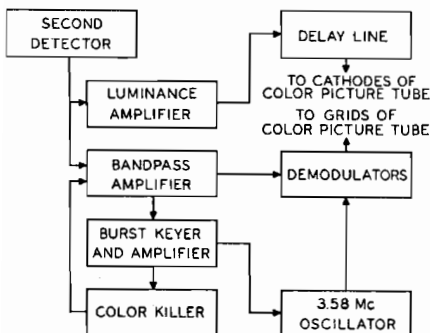 SECOND
DETECTOR
DELAY LINE
LUMINANCE
AMPLIFIER
TO CATHODES OF
COLOR PICTURE TUBE
TO GRIDS OF
COLOR PICTURE TUBE
BANDPASS
AMPLIFIER
DEMODULATORS
BURST KEYER
AND AMPLIFIER
COLOR KILLER
3.58 Mc
OSCILLATOR